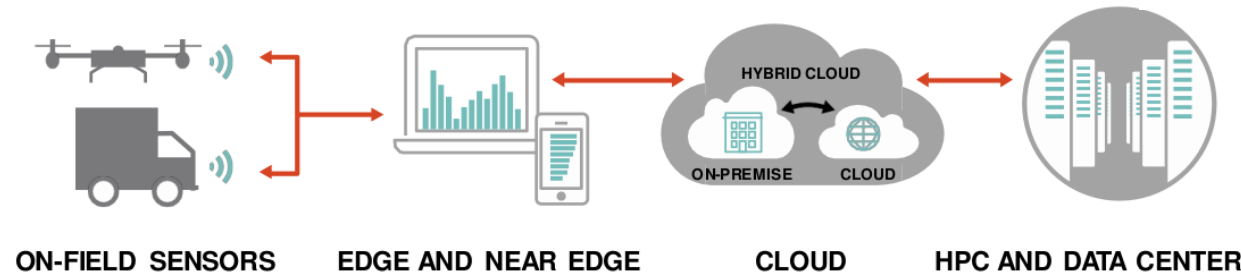 HYBRID CLOUD
ON-PREMISE
CLOUD
ON-FIELD SENSORS
EDGE AND NEAR EDGE
CLOUD
HPC AND DATA CENTER